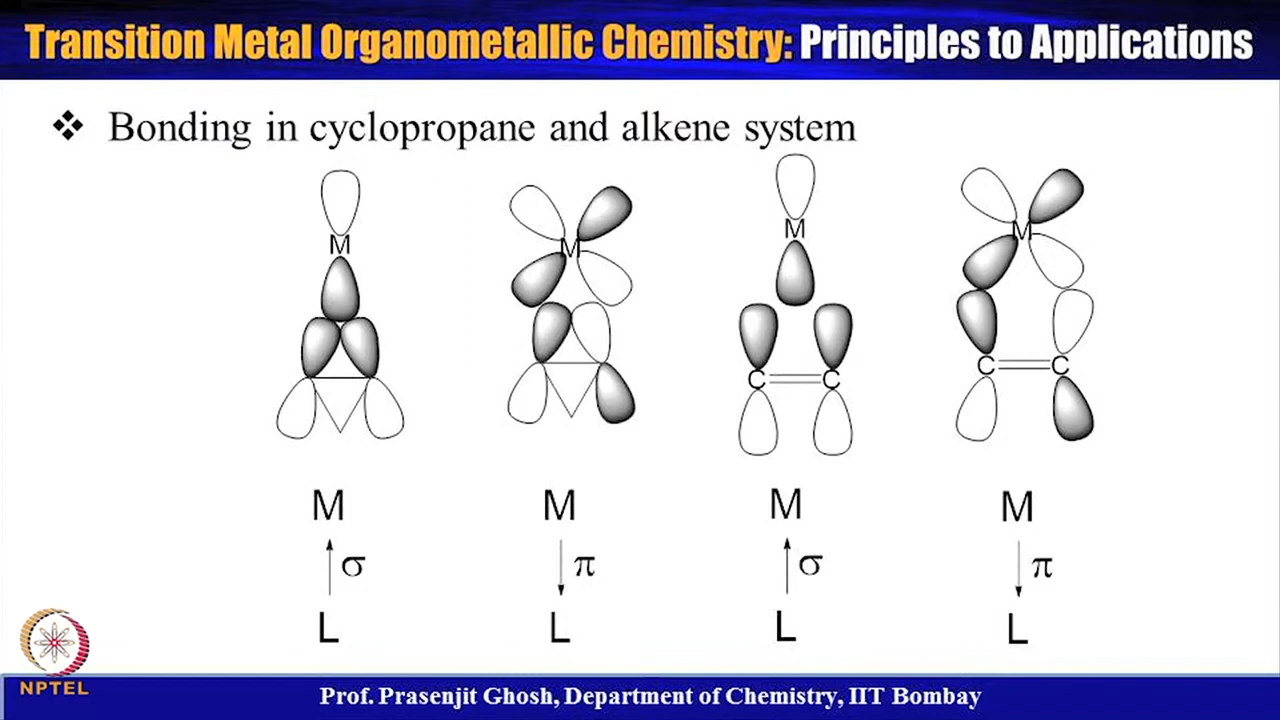 Transition Metal Organometallic Chemistry: Principles to Applications
❖ Bonding in cyclopropane and alkene system
M M M M
C C C C
M M M M
σ π σ π
L L L L
NPTEL
Prof. Prasenjit Ghosh, Department of Chemistry, IIT Bombay